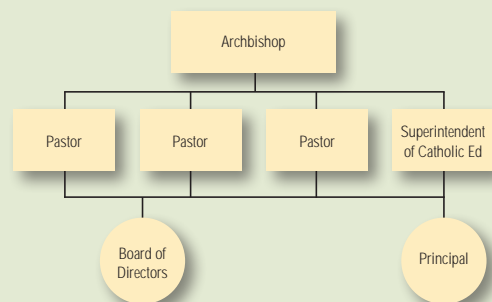 Archbishop
Pastor
Pastor
Pastor
Superintendent
of Catholic Ed
Board of
Directors
Principal